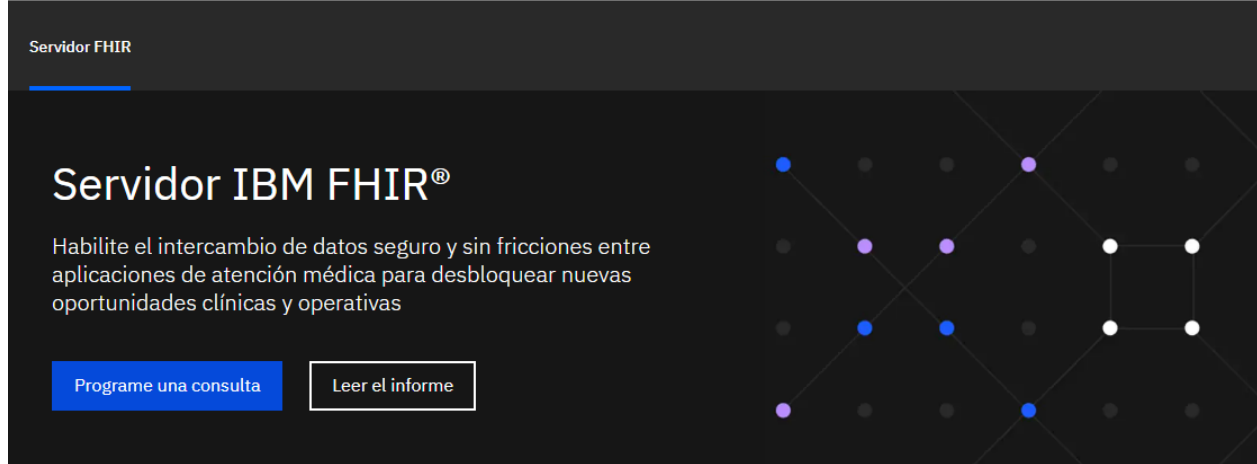 Servidor FHIR
Servidor IBM FHIR®
Habilite el intercambio de datos seguro y sin fricciones entre
aplicaciones de atención médica para desbloquear nuevas
oportunidades clínicas y operativas
Programe una consulta
Leer el informe